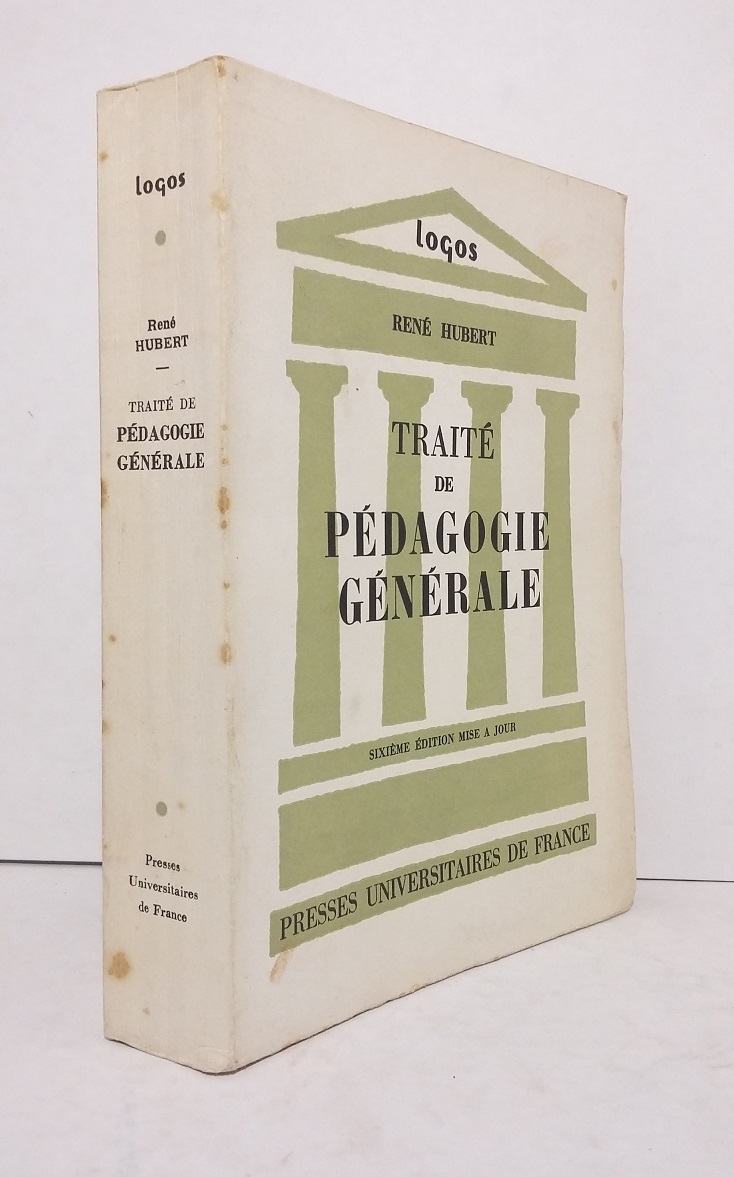 logos
René
HUBERT
TRAITÉ DE
PÉDAGOGIE
GÉNÉRALE
Presses
Universitaires
de France
logos
RENÉ HUBERT
TRAITÉ
DE
PÉDAGOGIE
GÉNÉRALE
SIXIÈME ÉDITION MISE A JOUR
PRESSES UNIVERSITAIRES DE FRANCE